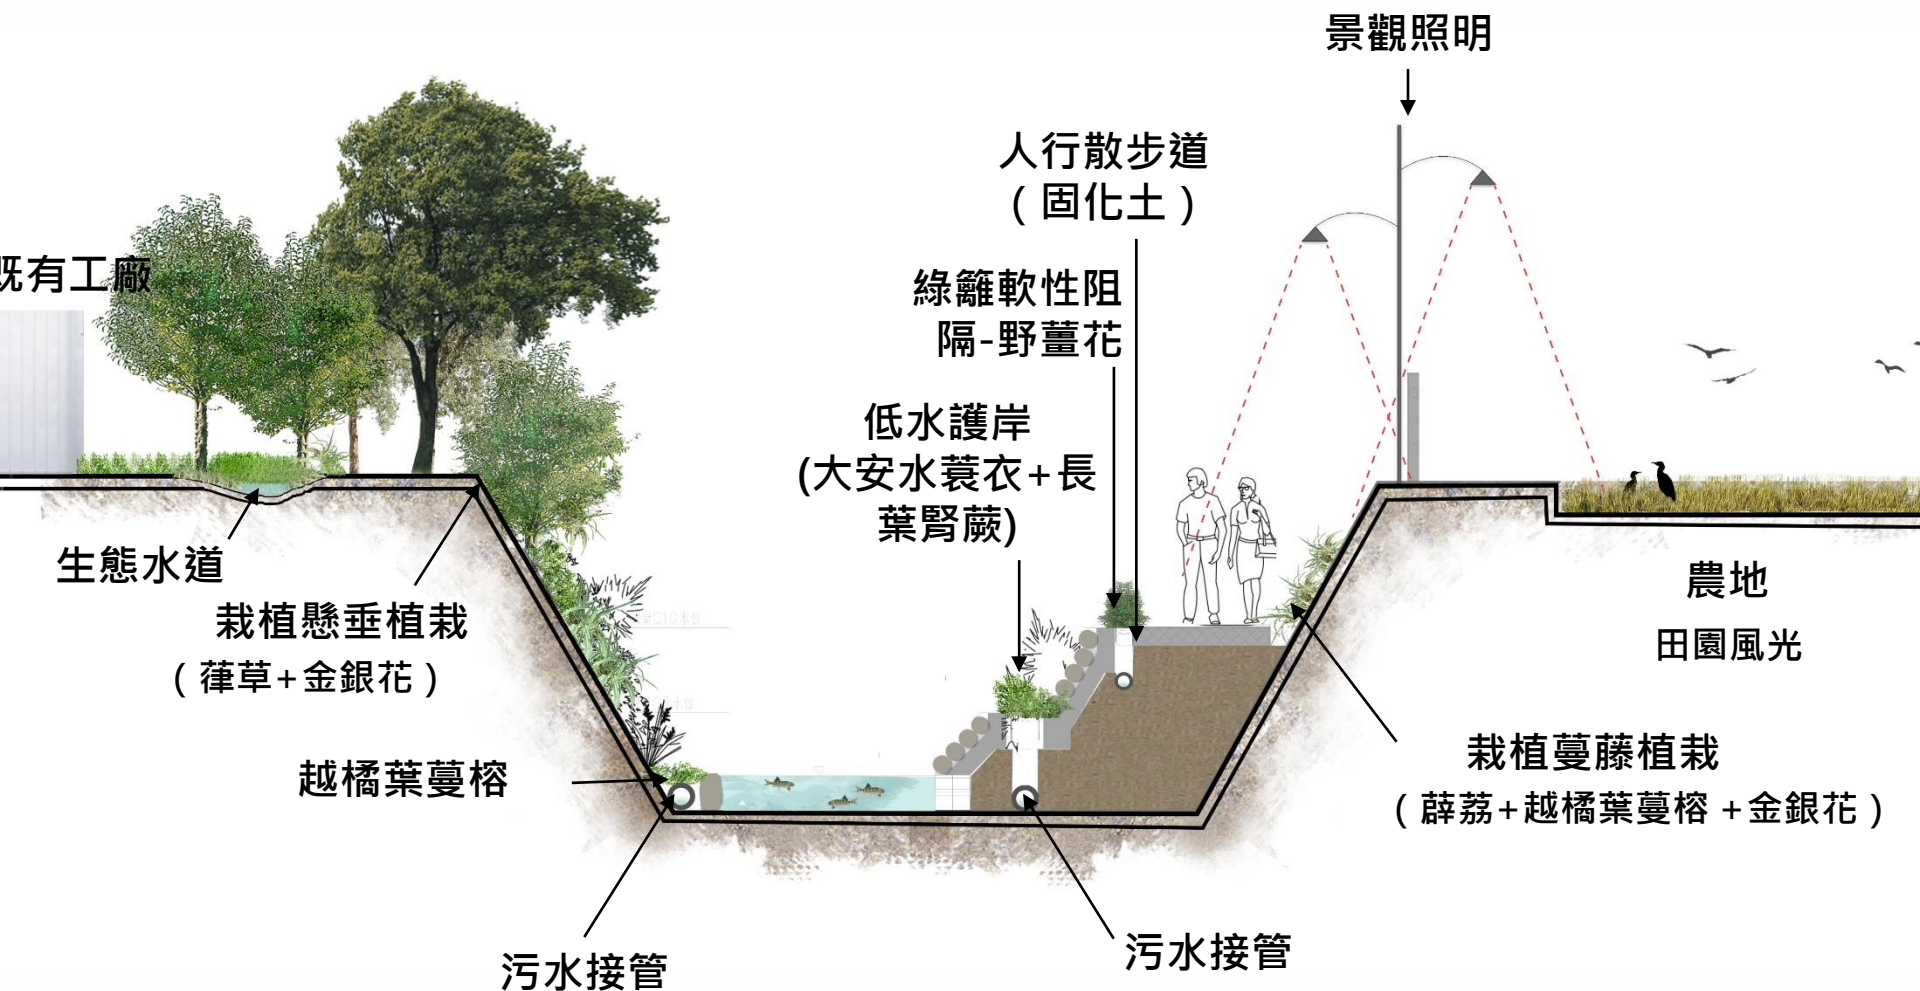 景觀照明
人行散步道
(固化土)
既有工廠
綠籬軟性阻
隔-野薑花
低水護岸
(大安水蓑衣+長
葉腎蕨)
生態水道
栽植懸垂植栽
(葎草+金銀花)
越橘葉蔓榕
污水接管
污水接管
農地
田園風光
栽植蔓藤植栽
(薜荔+越橘葉蔓榕 +金銀花)